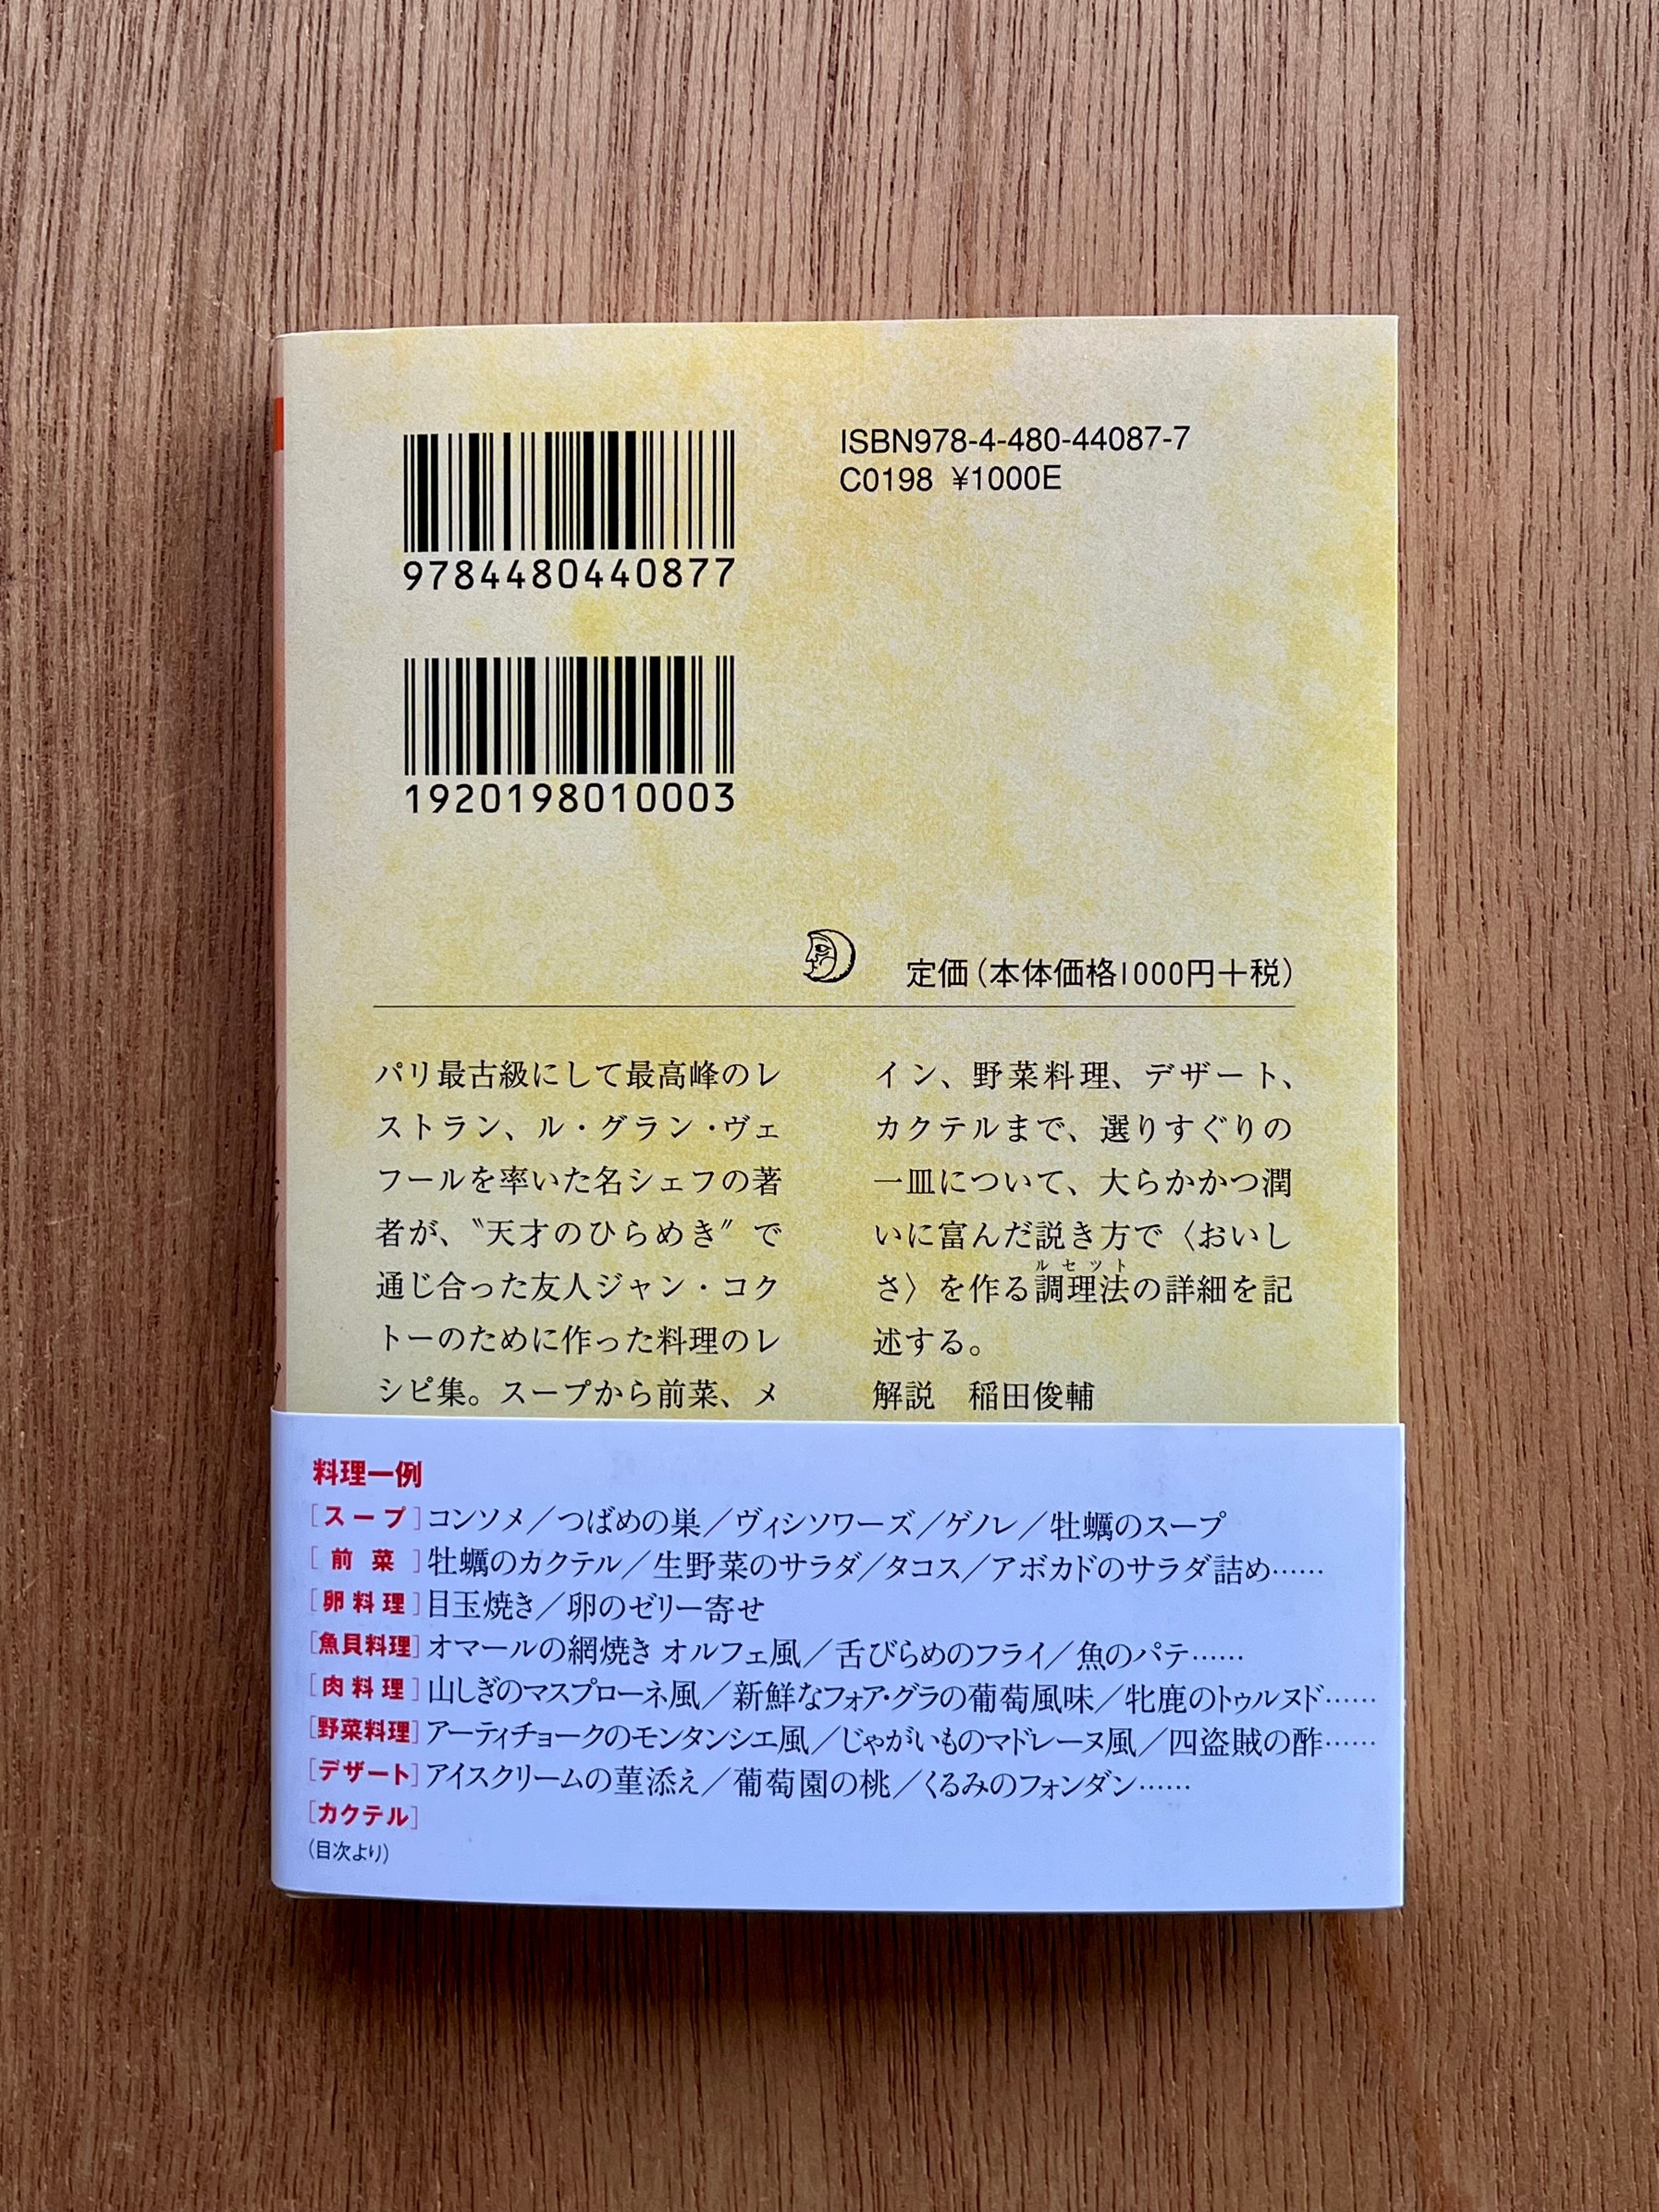 ISBN978-4-480-44087-7
C0198 ¥1000E
9784480440877
1920198010003
定価（本体価格1000円＋税）
パリ最古級にして最高峰のレ
ストラン、ル・グラン・ヴェ
フールを率いた名シェフの著
者が、〝天才のひらめき〟で
通じ合った友人ジャン・コク
トーのために作った料理のレ
シピ集。スープから前菜、メ
イン、野菜料理、デザート、
カクテルまで、選りすぐりの
一皿について、大らかかつ潤
いに富んだ説き方で〈おいし
ルセット
さ〉を作る調理法の詳細を記
述する。
解説　稲田俊輔
料理一例
［スープ］コンソメ／つばめの巣／ヴィシソワーズ／ゲノレ／牡蠣のスープ
［前菜］牡蠣のカクテル／生野菜のサラダ／タコス／アボカドのサラダ詰め……
［卵料理］目玉焼き／卵のゼリー寄せ
［魚貝料理］オマールの網焼き オルフェ風／舌びらめのフライ／魚のパテ……
［肉料理］山しぎのマスプローネ風／新鮮なフォア・グラの葡萄風味／牝鹿のトゥルヌド……
［野菜料理］アーティチョークのモンタンシエ風／じゃがいものマドレーヌ風／四盗賊の酢……
［デザート］アイスクリームの菫添え／葡萄園の桃／くるみのフォンダン……
［カクテル］
（目次より）